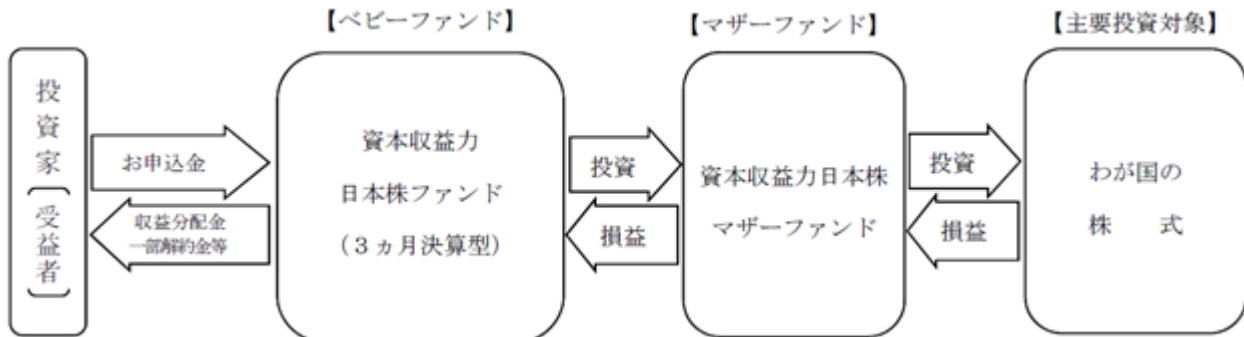 【ベビーファンド】
【マザーファンド】
【主要投資対象】
投資家（受益者）
お申込金
収益分配金
一部解約金等
資本収益力
日本株ファンド
（３ヵ月決算型）
投資
損益
資本収益力日本株
マザーファンド
投資
損益
わが国の
株　　式